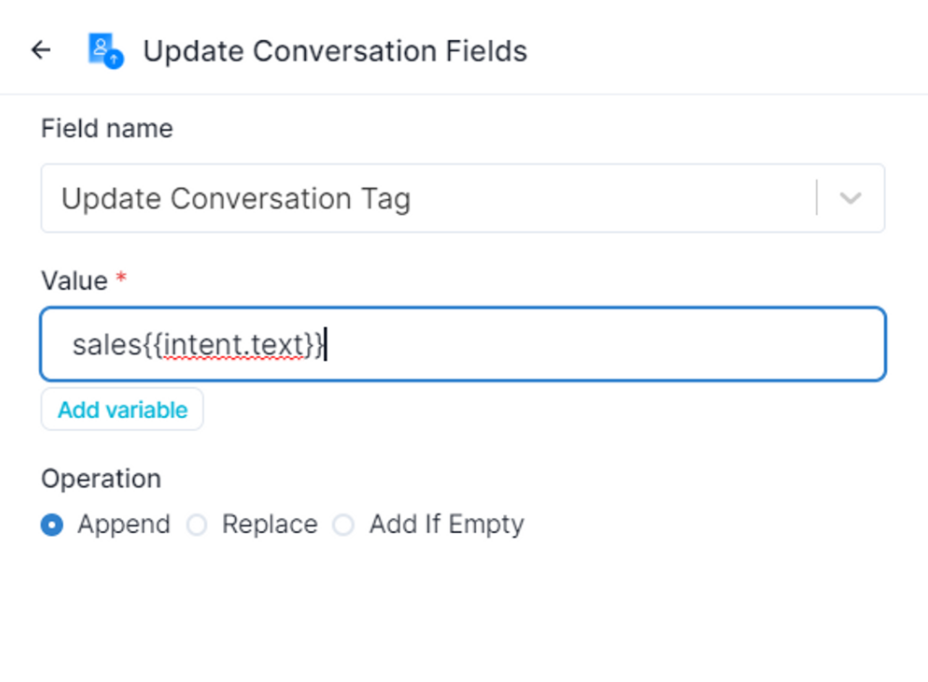 Update Conversation Fields
Field name
Update Conversation Tag
Value *
sales{{intent.text}}
Add variable
Operation
Append Replace Add If Empty